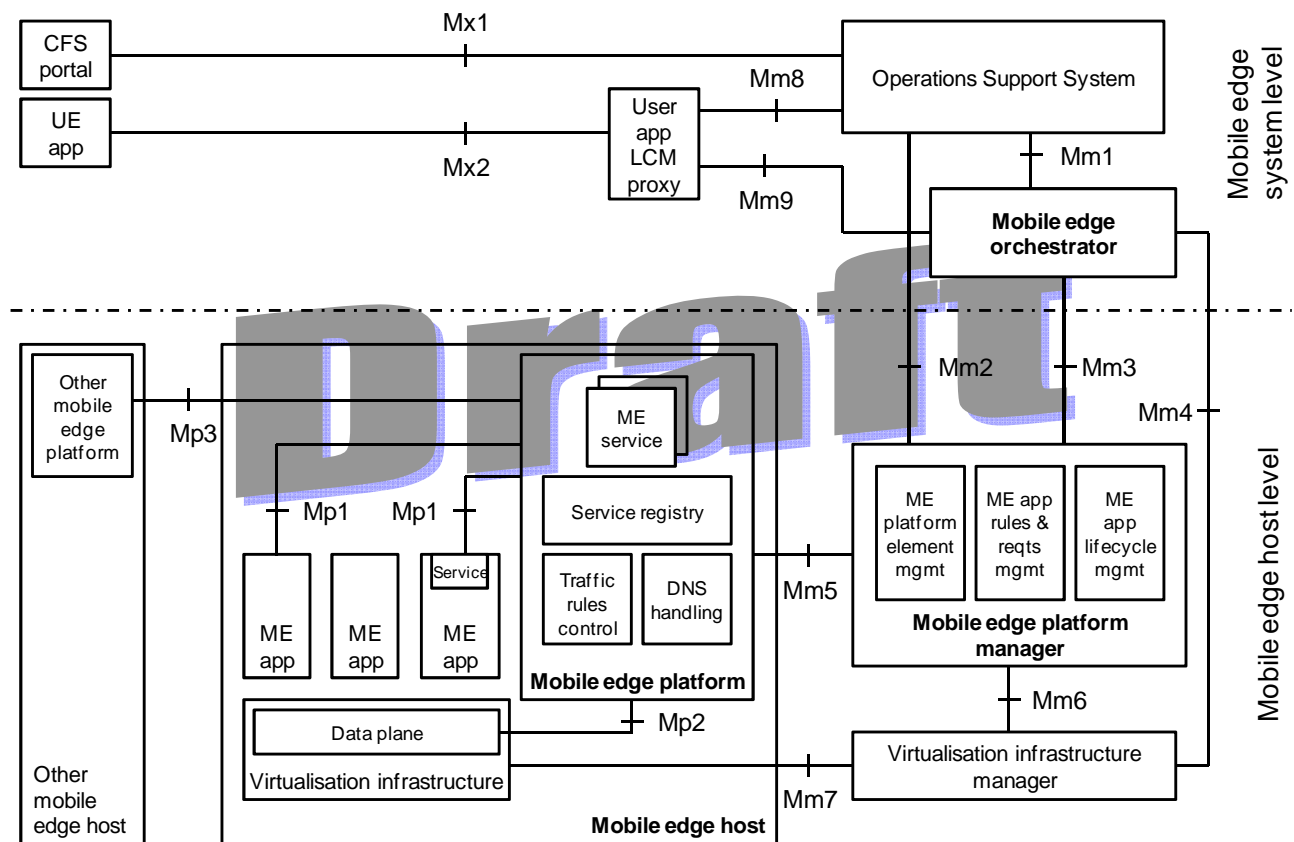 CFS
portal
Mx1
Operations Support System
UE
app
Mx2
User
app
LCM
proxy
Mm8
Mm9
Mm1
Mobile edge
orchestrator
Mobile edge
system level
Draft
Other
mobile
edge
platform
Mp3
ME
service
Mm2
Mm3
Mm4
Mp1
Mp1
Service registry
ME
platform
element
mgmt
ME app
rules &
reqts
mgmt
ME
app
lifecycle
mgmt
Service
ME
app
ME
app
ME
app
Traffic
rules
control
DNS
handling
Mm5
Mobile edge platform
manager
Mobile edge platform
Mobile edge host level
Mp2
Mm6
Data plane
Virtualisation infrastructure
Mm7
Virtualisation infrastructure
manager
Other
mobile
edge host
Mobile edge host